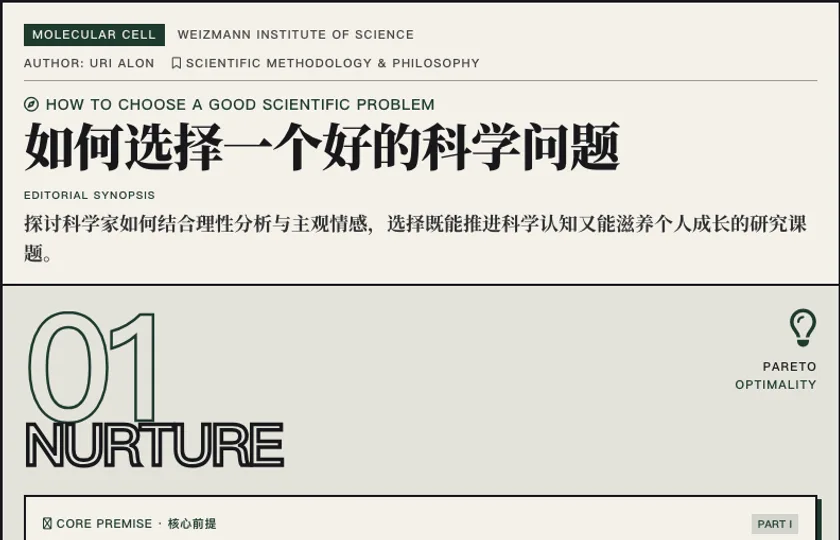 MOLECULAR CELL WEIZMANN INSTITUTE OF SCIENCE
AUTHOR: URI ALON SCIENTIFIC METHODOLOGY & PHILOSOPHY
HOW TO CHOOSE A GOOD SCIENTIFIC PROBLEM
如何选择一个好的科学问题
EDITORIAL SYNOPSIS
探讨科学家如何结合理性分析与主观情感，选择既能推进科学认知又能滋养个人成长的研究课
题。
01
NURTURE
PARETO
OPTIMALITY
CORE PREMISE · 核心前提
PART I